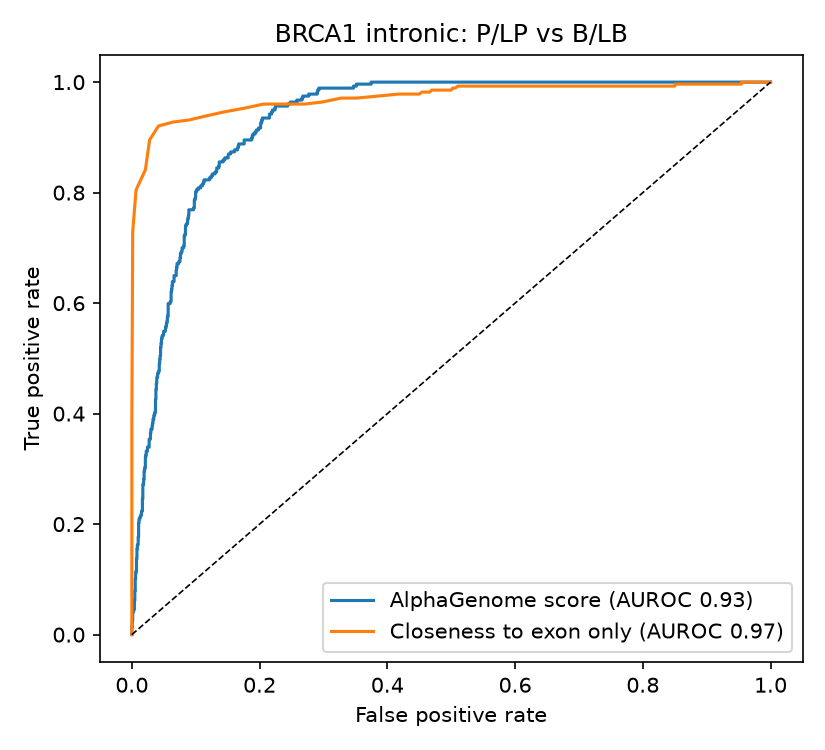 BRCA1 intronic: P/LP vs B/LB
True positive rate
1.0
0.8
0.6
0.4
0.2
0.0
AlphaGenome score (AUROC 0.93)
Closeness to exon only (AUROC 0.97)
0.0 0.2 0.4 0.6 0.8 1.0
False positive rate